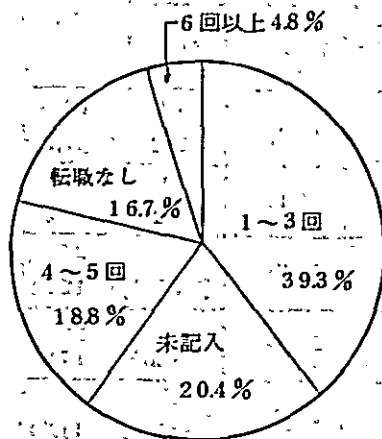 6回以上4.8%
転職なし
16.7%
1～3回
39.3%
4～5回
18.8%
未記入
20.4%